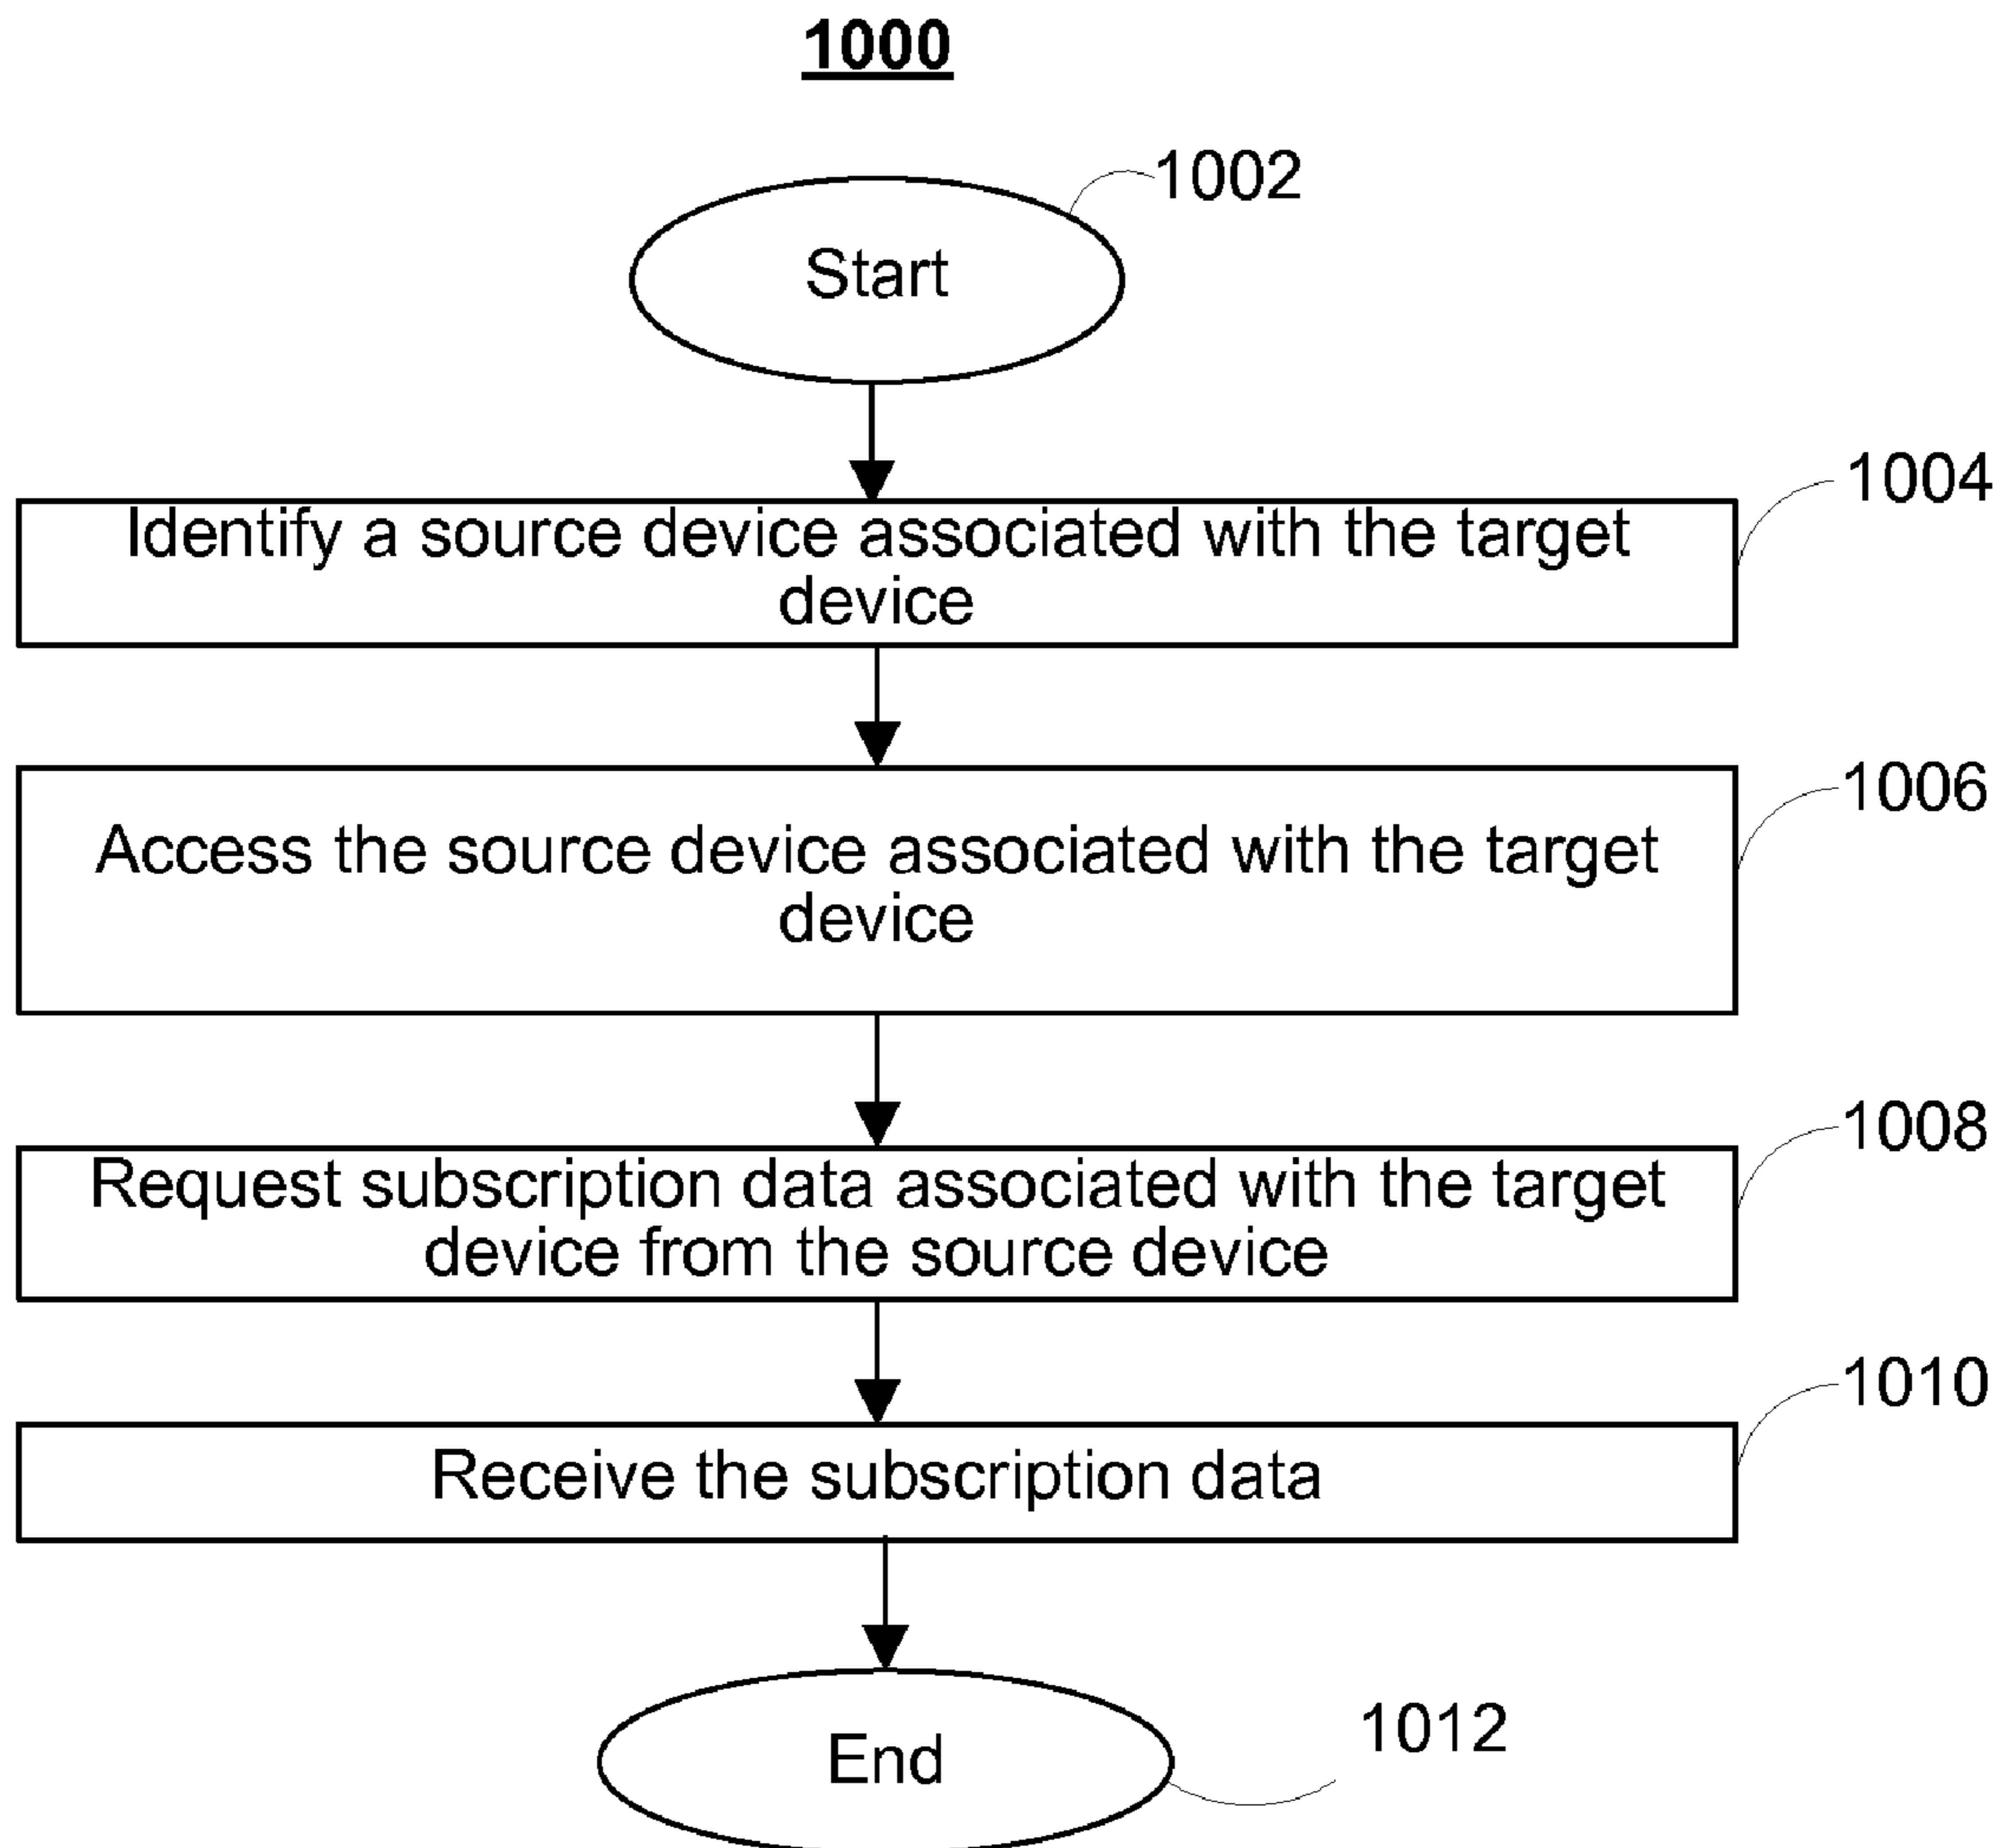 1000
1002
Start
1004
Identify a source device associated with the target
device
1006
Access the source device associated with the target
device
1008
Request subscription data associated with the target
device from the source device
1010
Receive the subscription data
1012
End